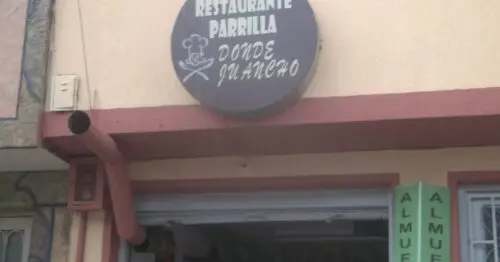 RESTAURANTE
PARRILLA
DONDE
JUANCHO
ALMUE
ALMUE